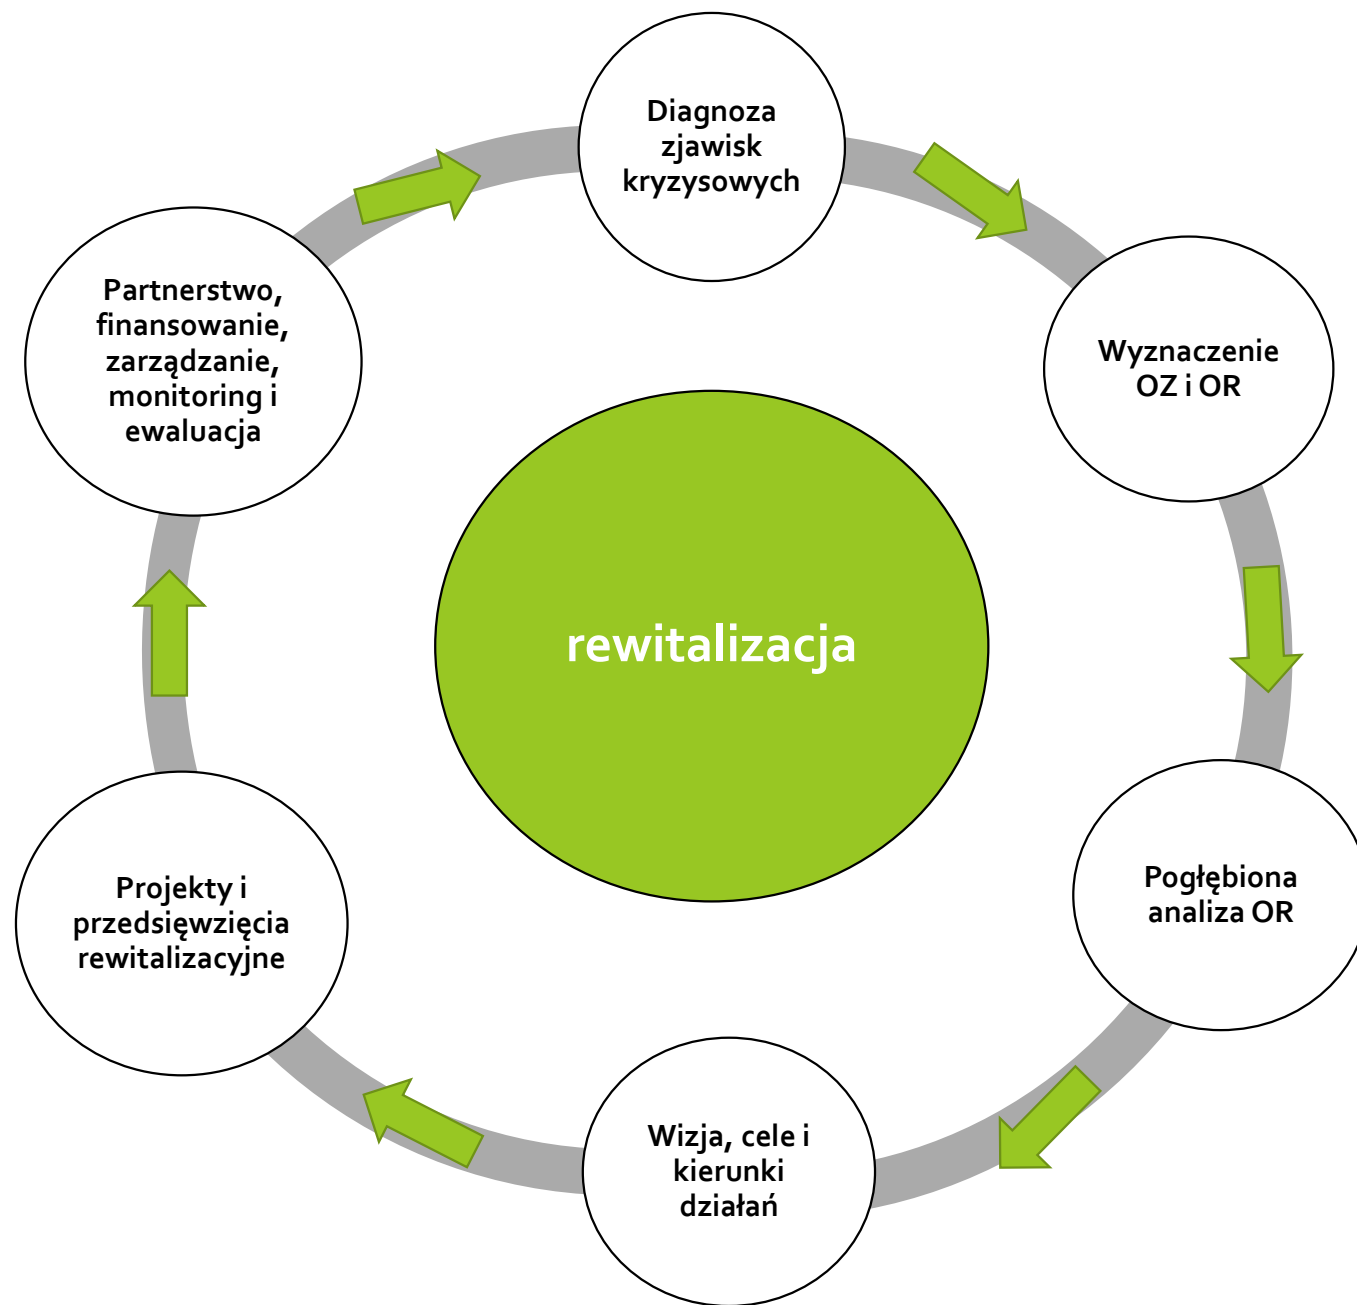 Diagnoza
zjawisk
kryzysowych
Wyznaczenie
OZ i OR
Pogłębiona
analiza OR
Wizja, cele i
kierunki
działań
Projekty i
przedsięwzięcia
rewitalizacyjne
Partnerstwo,
finansowanie,
zarządzanie,
monitoring i
ewaluacja
rewitalizacja